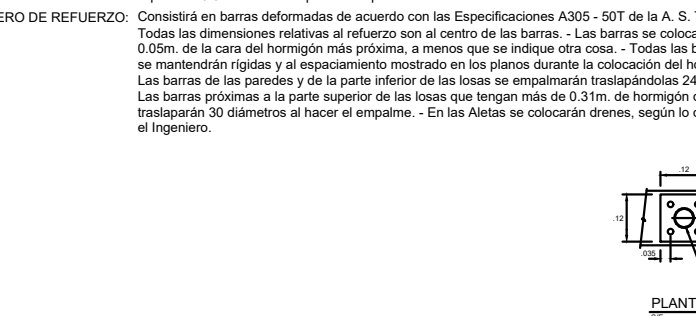 ERO DE REFUERZO: Consistirá en barras deformadas de acuerdo con las Especificaciones A305 - 50T de la A. S.
Todas las dimensiones relativas al refuerzo son al centro de las barras. - Las barras se coloca
0.05m. de la cara del hormigón más próxima, a menos que se indique otra cosa. - Todas las b
se mantendrán rígidas y al espaciamiento mostrado en los planos durante la colocación del ho
Las barras de las paredes y de la parte inferior de las losas se empalmarán traslapándolas 24
Las barras próximas a la parte superior de las losas que tengan más de 0.31m. de hormigón
traslaparán 30 diámetros al hacer el empalme. - En las Aletas se colocarán drenes, según lo
el Ingeniero.
.12
.12
.035
PLANT